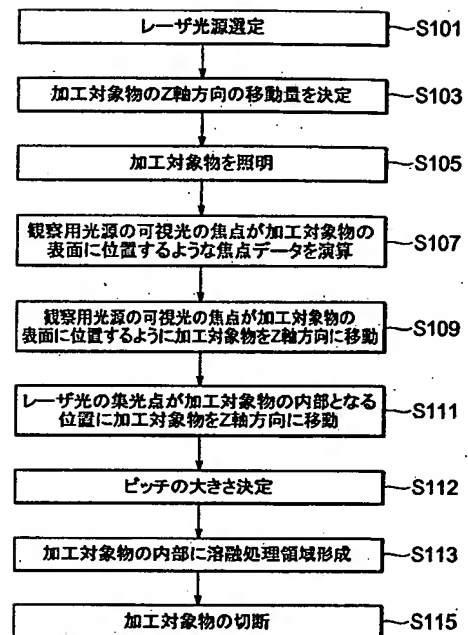 レーザ光源選定
S101
加工対象物のZ軸方向の移動量を決定
S103
加工対象物を照明
S105
観察用光源の可視光の焦点が加工対象物の
表面に位置するような焦点データを演算
S107
観察用光源の可視光の焦点が加工対象物の
表面に位置するように加工対象物をZ軸方向に移動
S109
レーザ光の集光点が加工対象物の内部となる
位置に加工対象物をZ軸方向に移動
S111
ピッチの大きさ決定
S112
加工対象物の内部に溶融処理領域形成
S113
加工対象物の切断
S115